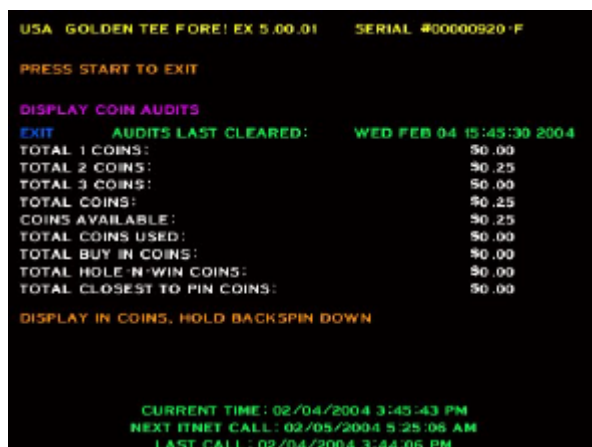 USA GOLDEN TEE FORE! EX 5.00.01 SERIAL #00000920-F
PRESS START TO EXIT
DISPLAY COIN AUDITS
EXIT AUDITS LAST CLEARED: WED FEB 04 15:45:30 2004
TOTAL 1 COINS: $0.00
TOTAL 2 COINS: $0.25
TOTAL 3 COINS: $0.00
TOTAL COINS: $0.25
COINS AVAILABLE: $0.25
TOTAL COINS USED: $0.00
TOTAL BUY IN COINS: $0.00
TOTAL HOLE-N-WIN COINS: $0.00
TOTAL CLOSEST TO PIN COINS: $0.00
DISPLAY IN COINS, HOLD BACKSPIN DOWN
CURRENT TIME: 02/04/2004 3:45:43 PM
NEXT ITNET CALL: 02/05/2004 5:25:06 AM
LAST CALL: 02/04/2004 3:44:06 PM